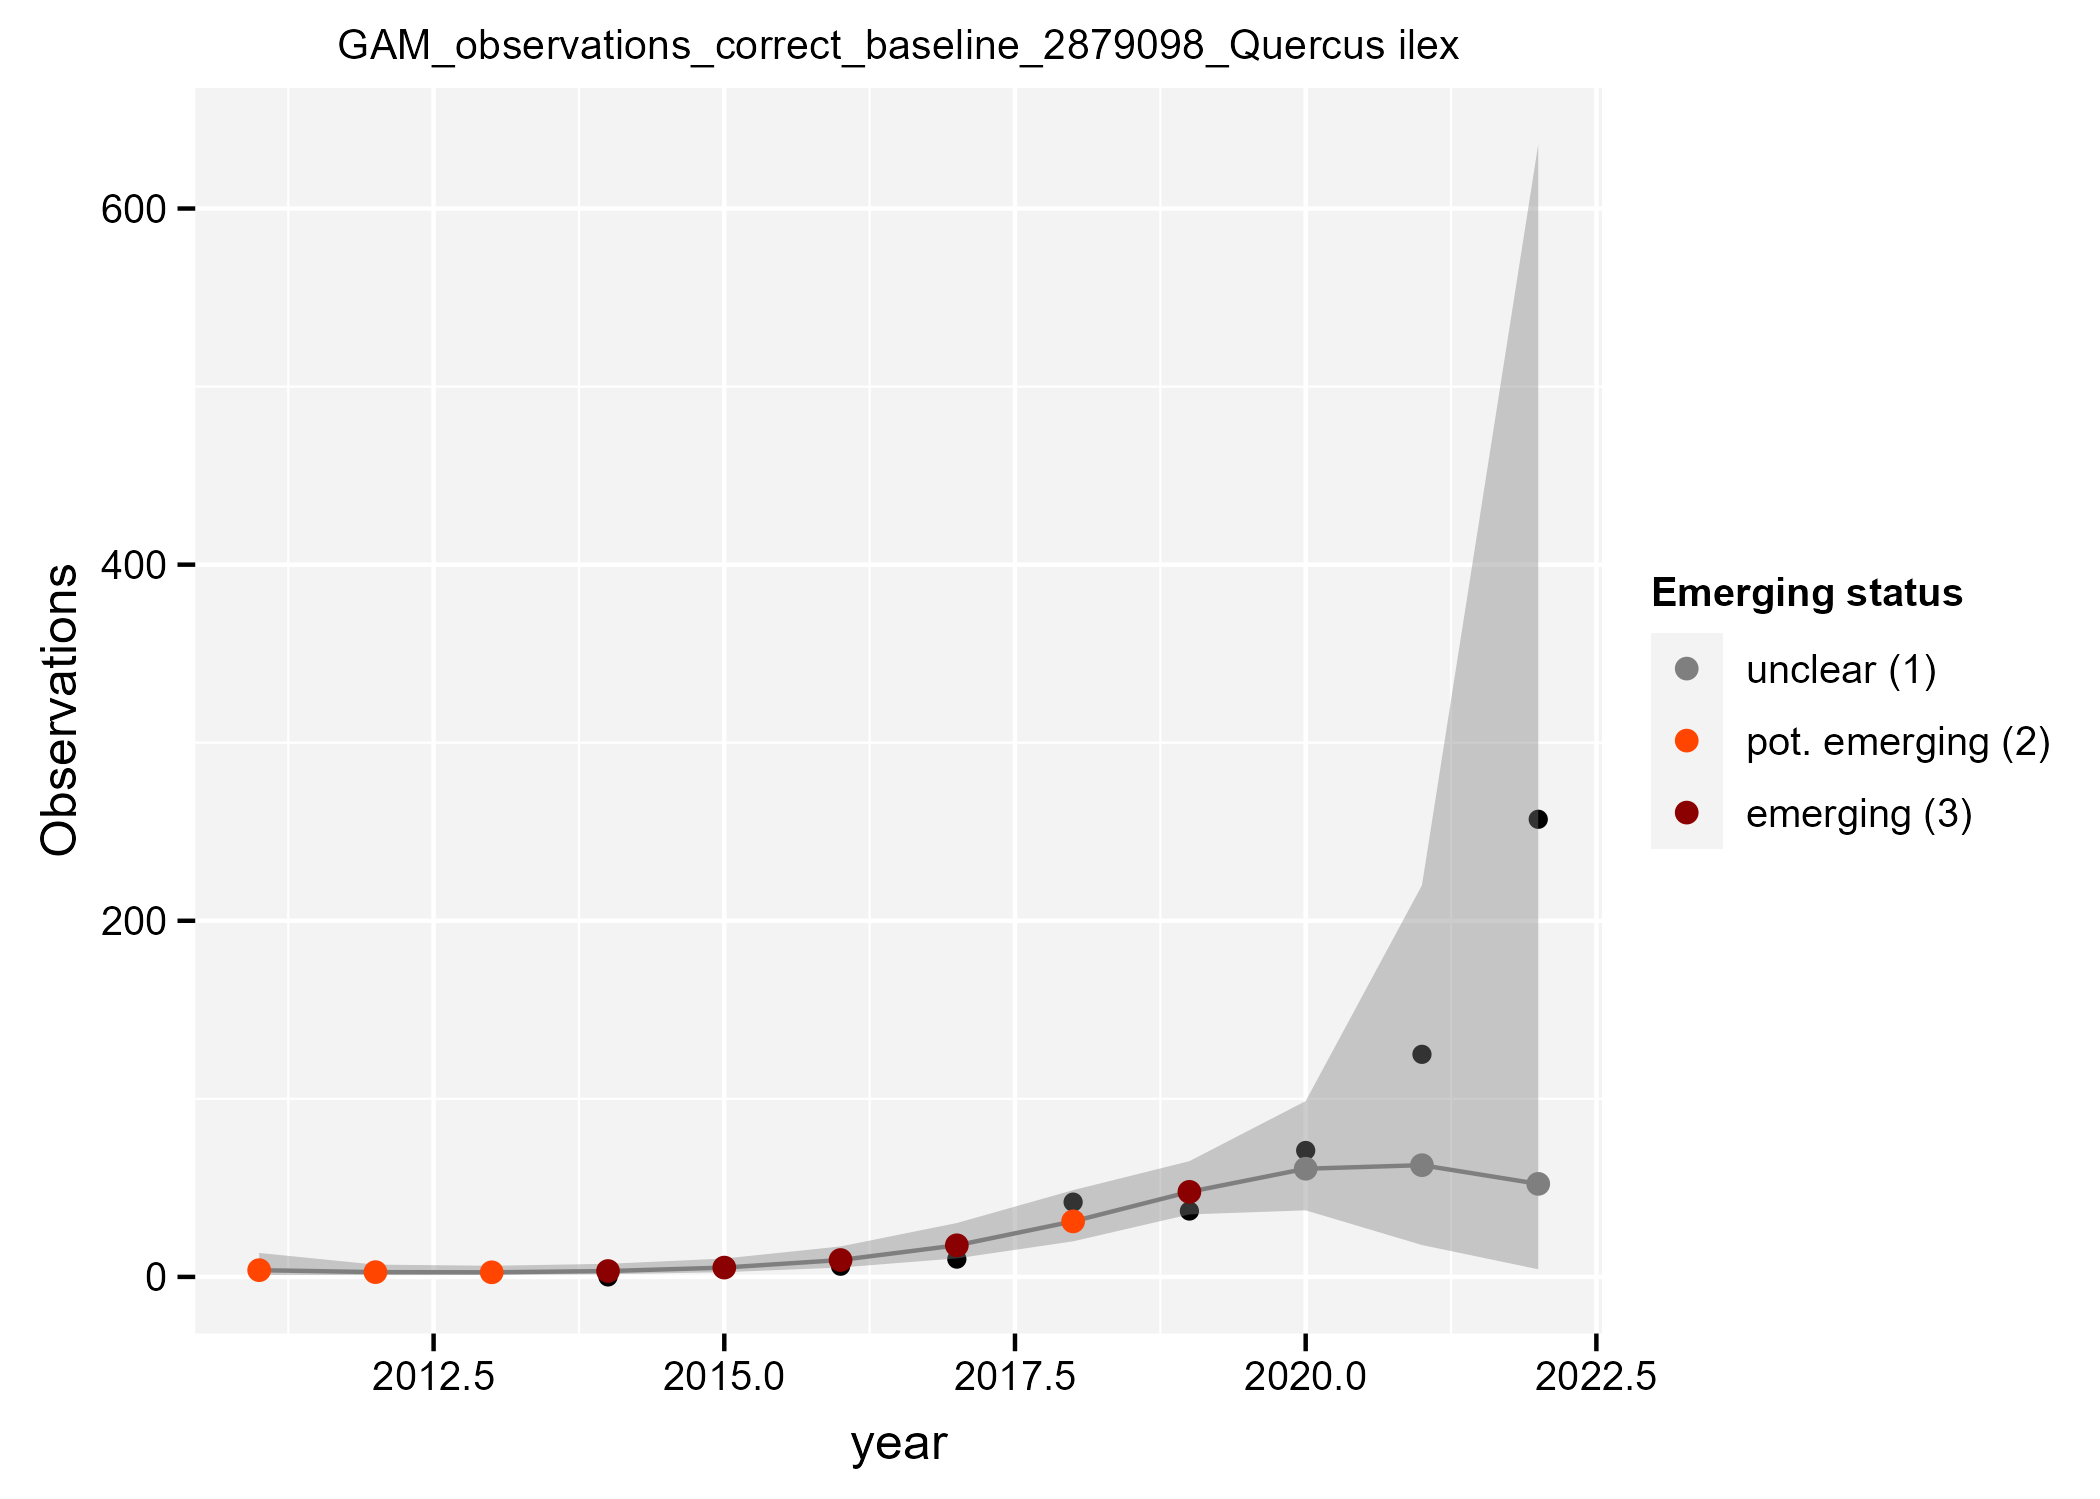 GAM_observations_correct_baseline_2879098_Quercus ilex
600
400
200
0
Observations
2012.5 2015.0 2017.5 2020.0 2022.5
year
Emerging status
unclear (1)
pot. emerging (2)
emerging (3)